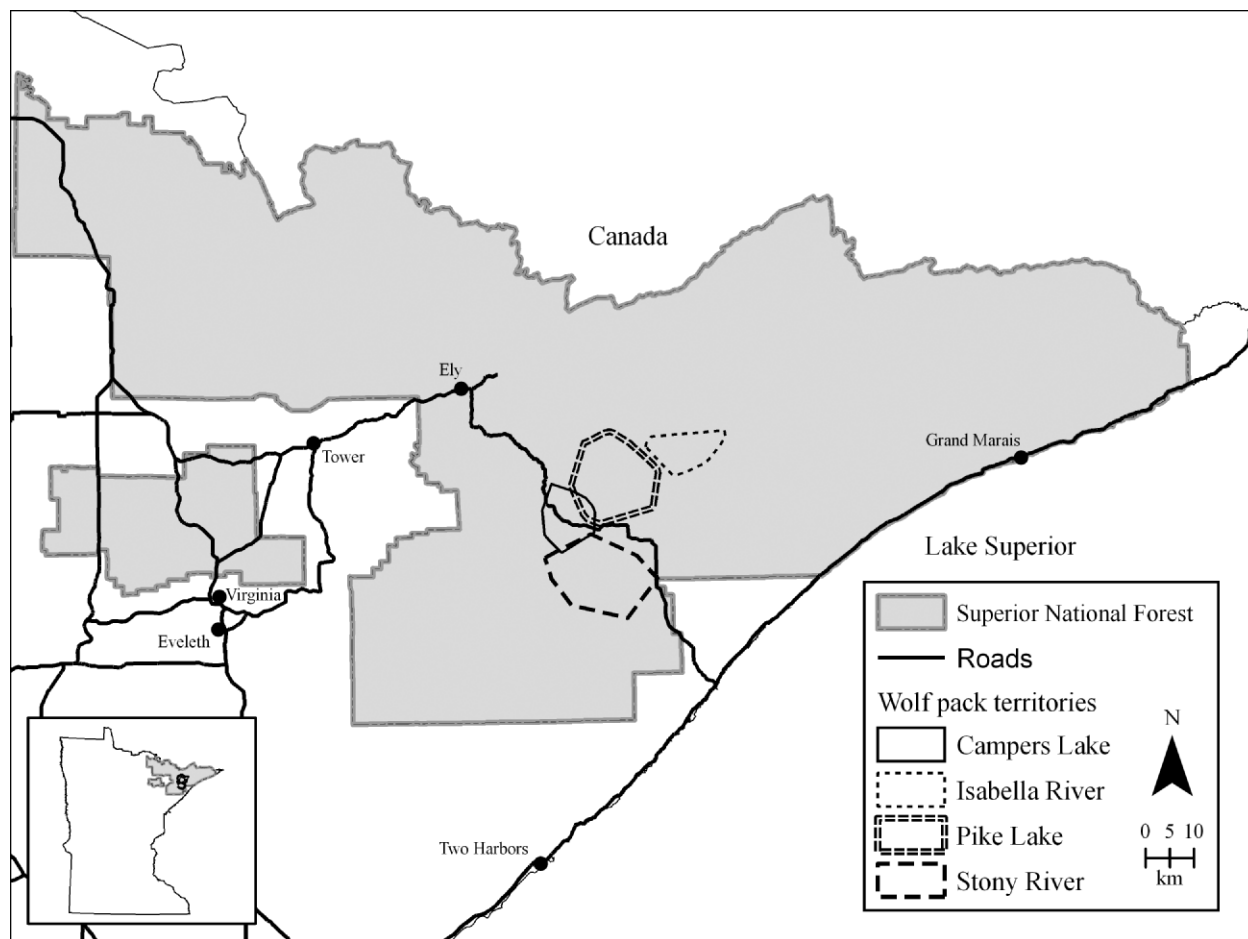 Canada
Ely
Tower
Grand Marais
Lake Superior
Virginia
Eveleth
Two Harbors
Superior National Forest
Roads
Wolf pack territories
Campers Lake
Isabella River
Pike Lake
Stony River
N
0 5 10
km